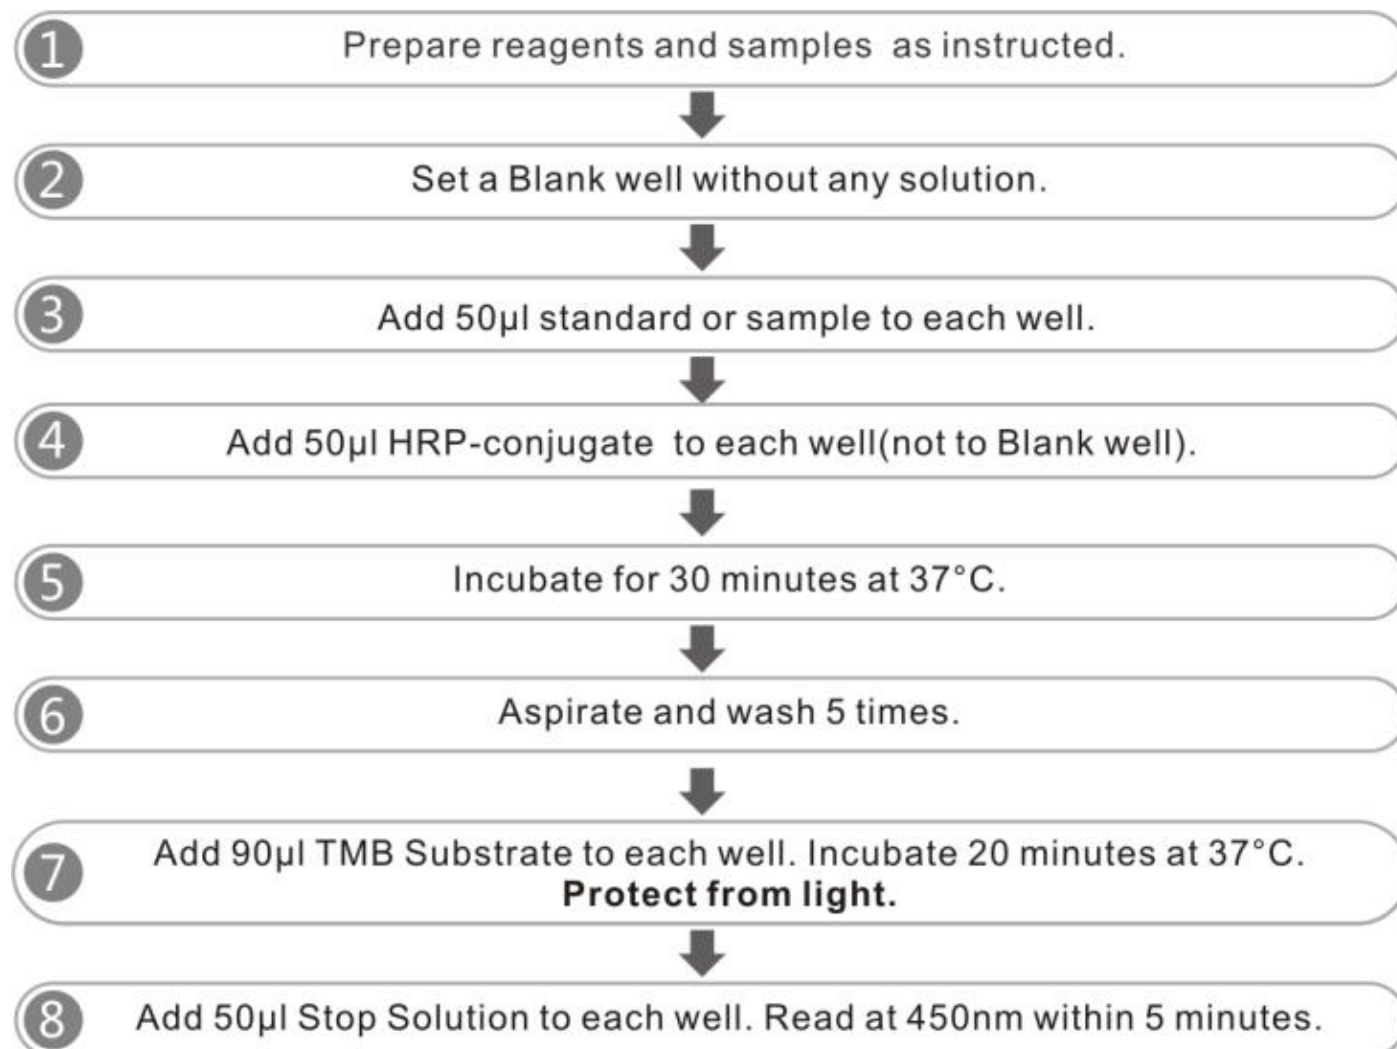 1 Prepare reagents and samples as instructed.
2 Set a Blank well without any solution.
3 Add 50µl standard or sample to each well.
4 Add 50µl HRP-conjugate to each well(not to Blank well).
5 Incubate for 30 minutes at 37°C.
6 Aspirate and wash 5 times.
7 Add 90µl TMB Substrate to each well. Incubate 20 minutes at 37°C.
Protect from light.
8 Add 50µl Stop Solution to each well. Read at 450nm within 5 minutes.